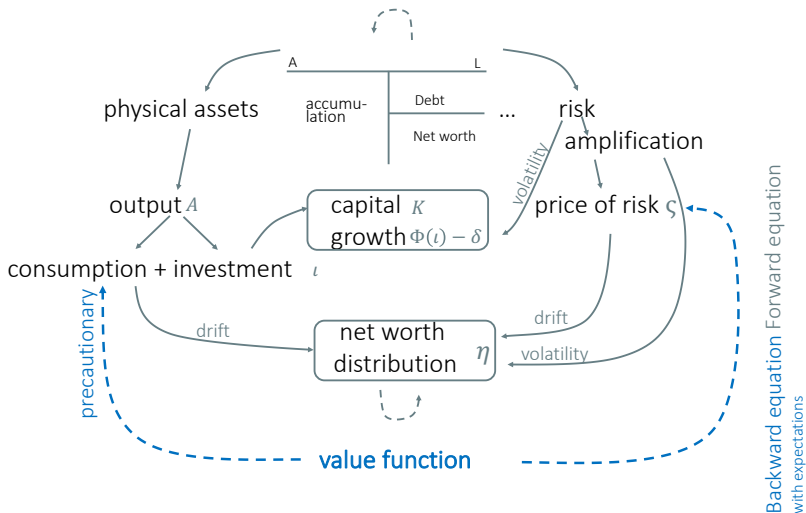 A
L
physical assets
accumu-
lation
Debt
Net worth
...
risk
amplification
volatility
output A
capital K
growth Φ(ι) − δ
price of risk ς
consumption + investment ι
precautionary
drift
net worth
distribution η
drift
volatility
value function
Backward equation Forward equation
with expectations